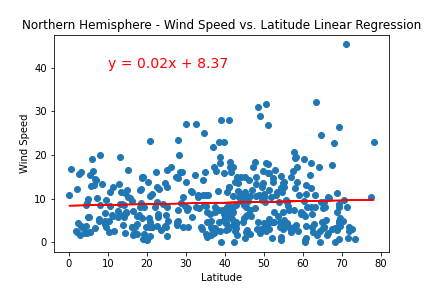 Northern Hemisphere - Wind Speed vs. Latitude Linear Regression
y = 0.02x + 8.37
40
30
20
10
0
Wind Speed
0 10 20 30 40 50 60 70 80
Latitude